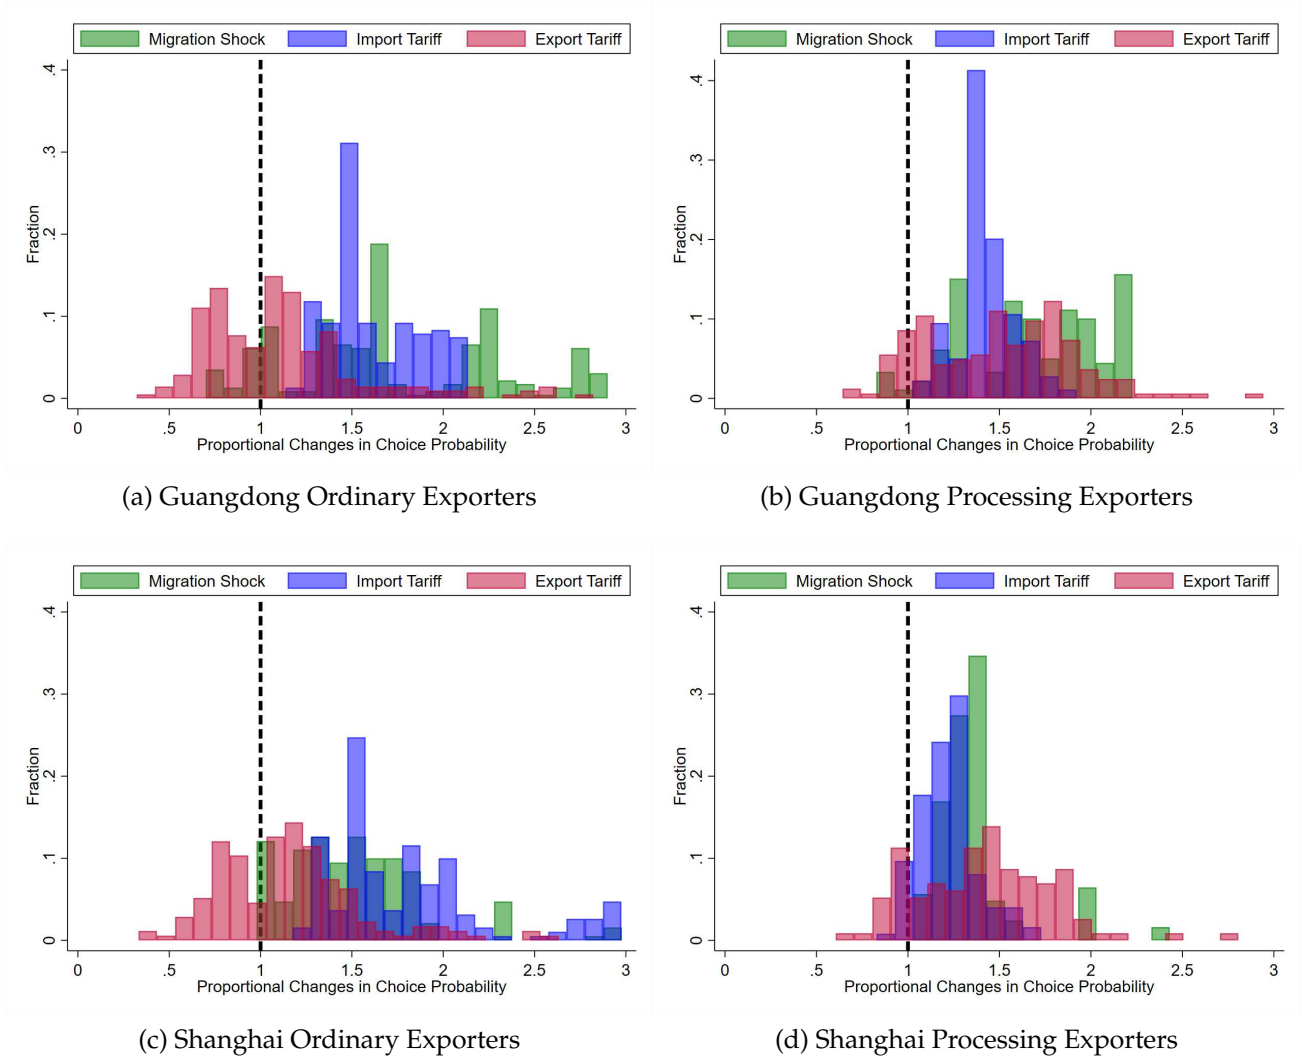 Migration Shock Import Tariff Export Tariff
Fraction
0 .1 .2 .3 .4
0 .5 1 1.5 2 2.5 3
Proportional Changes in Choice Probability
(a) Guangdong Ordinary Exporters
Migration Shock Import Tariff Export Tariff
Fraction
0 .1 .2 .3 .4
0 .5 1 1.5 2 2.5 3
Proportional Changes in Choice Probability
(b) Guangdong Processing Exporters
Migration Shock Import Tariff Export Tariff
Fraction
0 .1 .2 .3 .4
0 .5 1 1.5 2 2.5 3
Proportional Changes in Choice Probability
(c) Shanghai Ordinary Exporters
Migration Shock Import Tariff Export Tariff
Fraction
0 .1 .2 .3 .4
0 .5 1 1.5 2 2.5 3
Proportional Changes in Choice Probability
(d) Shanghai Processing Exporters